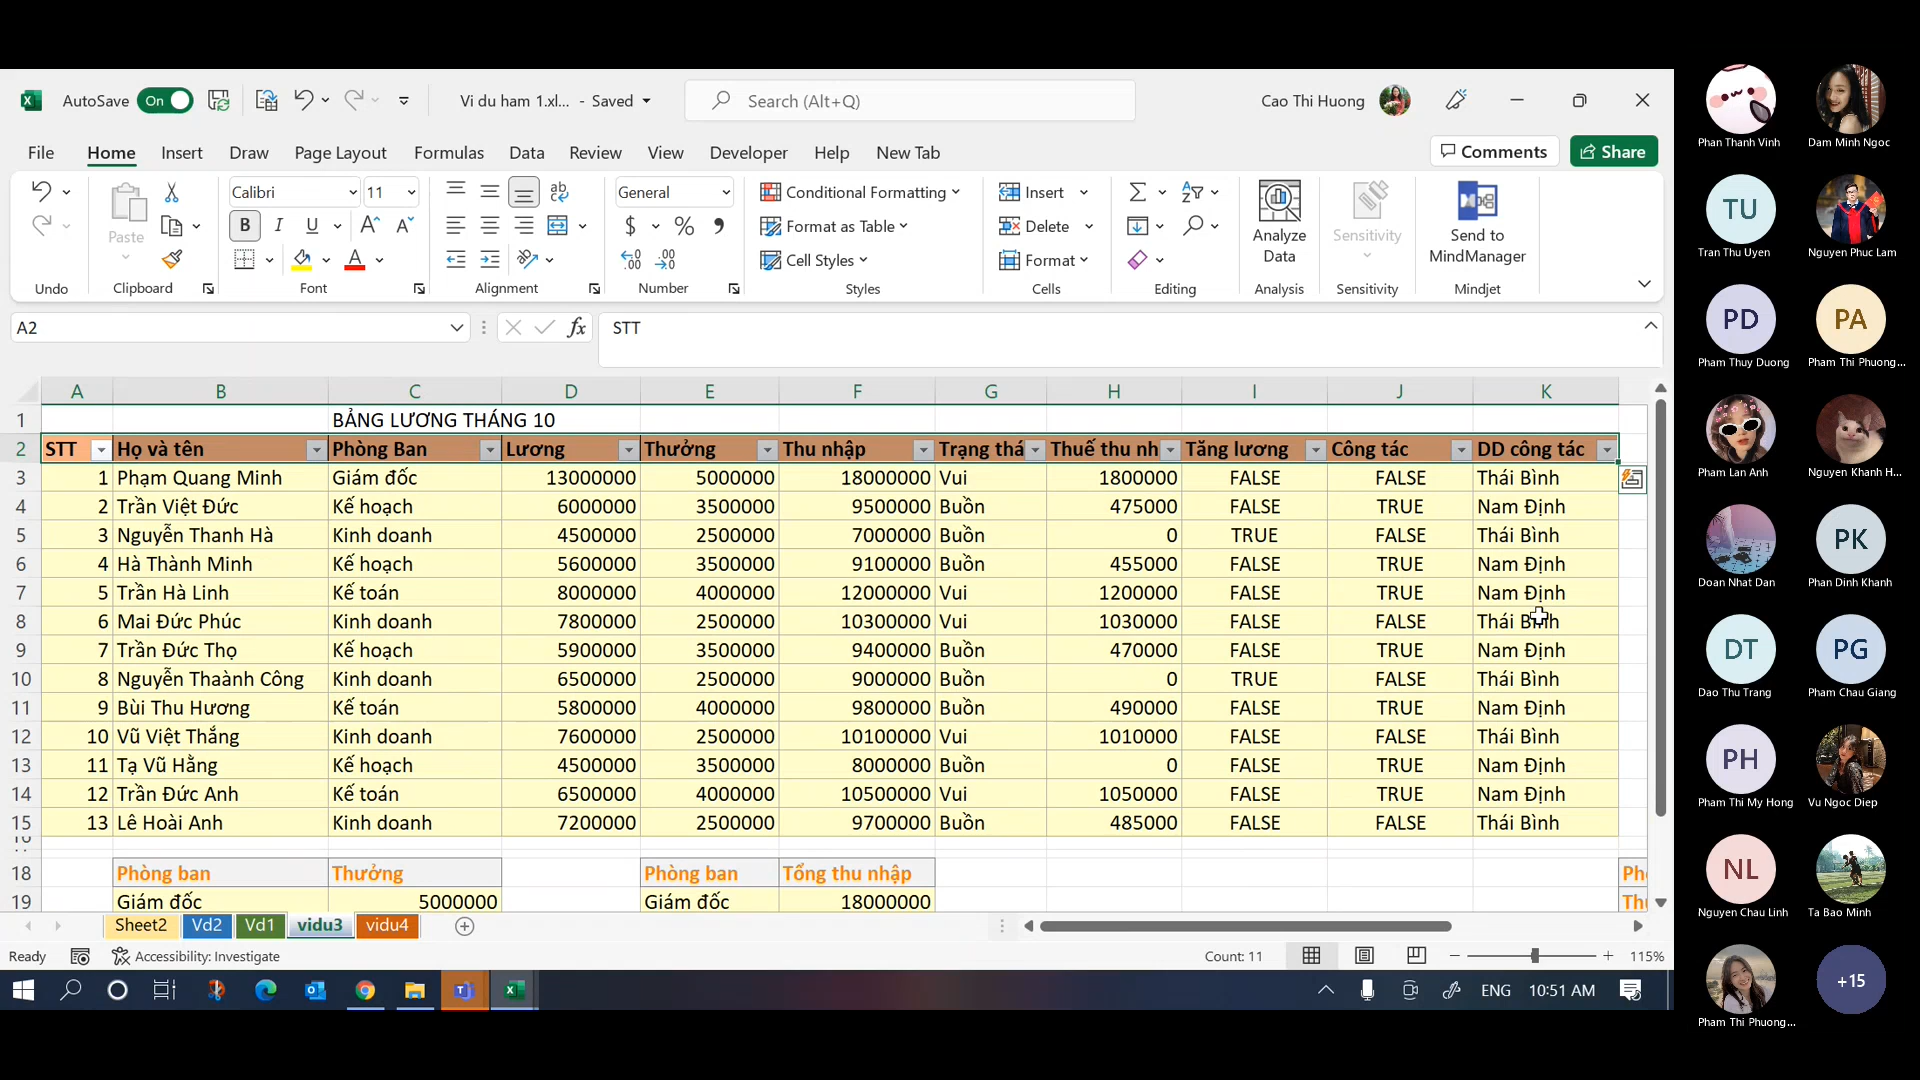 AutoSave On Vi du ham 1.xl... - Saved Search (Alt+Q) Cao Thi Huong
File Home Insert Draw Page Layout Formulas Data Review View Developer Help New Tab Comments Share
Calibri 11 General Conditional Formatting Insert
Paste B I U $ % Format as Table Delete Analyze Data Sensitivity Send to MindManager
Cell Styles Format
Undo Clipboard Font Alignment Number Styles Cells Editing Analysis Sensitivity Mindjet
A2 fx STT
A B C D E F G H I J K
1 BẢNG LƯƠNG THÁNG 10
2 STT Họ và tên Phòng Ban Lương Thưởng Thu nhập Trạng thá Thuế thu nh Tăng lương Công tác DD công tác
3 1 Phạm Quang Minh Giám đốc 13000000 5000000 18000000 Vui 1800000 FALSE FALSE Thái Bình
4 2 Trần Việt Đức Kế hoạch 6000000 3500000 9500000 Buồn 475000 FALSE TRUE Nam Định
5 3 Nguyễn Thanh Hà Kinh doanh 4500000 2500000 7000000 Buồn 0 TRUE FALSE Thái Bình
6 4 Hà Thành Minh Kế hoạch 5600000 3500000 9100000 Buồn 455000 FALSE TRUE Nam Định
7 5 Trần Hà Linh Kế toán 8000000 4000000 12000000 Vui 1200000 FALSE TRUE Nam Định
8 6 Mai Đức Phúc Kinh doanh 7800000 2500000 10300000 Vui 1030000 FALSE FALSE Thái Bình
9 7 Trần Đức Thọ Kế hoạch 5900000 3500000 9400000 Buồn 470000 FALSE TRUE Nam Định
10 8 Nguyễn Thaành Công Kinh doanh 6500000 2500000 9000000 Buồn 0 TRUE FALSE Thái Bình
11 9 Bùi Thu Hương Kế toán 5800000 4000000 9800000 Buồn 490000 FALSE TRUE Nam Định
12 10 Vũ Việt Thắng Kinh doanh 7600000 2500000 10100000 Vui 1010000 FALSE FALSE Thái Bình
13 11 Tạ Vũ Hằng Kế hoạch 4500000 3500000 8000000 Buồn 0 FALSE TRUE Nam Định
14 12 Trần Đức Anh Kế toán 6500000 4000000 10500000 Vui 1050000 FALSE TRUE Nam Định
15 13 Lê Hoài Anh Kinh doanh 7200000 2500000 9700000 Buồn 485000 FALSE FALSE Thái Bình
18 Phòng ban Thưởng Phòng ban Tổng thu nhập
19 Giám đốc 5000000 Giám đốc 18000000
Sheet2 Vd2 Vd1 vidu3 vidu4
Ready Accessibility: Investigate Count: 11 115%
ENG 10:51 AM
Phan Thanh Vinh Dam Minh Ngoc
TU
Tran Thu Uyen Nguyen Phuc Lam
PD PA
Pham Thuy Duong Pham Thi Phuong...
Pham Lan Anh Nguyen Khanh H...
PK
Doan Nhat Dan Phan Dinh Khanh
DT PG
Dao Thu Trang Pham Chau Giang
PH
Pham Thi My Hong Vu Ngoc Diep
NL
Nguyen Chau Linh Ta Bao Minh
+15
Pham Thi Phuong...